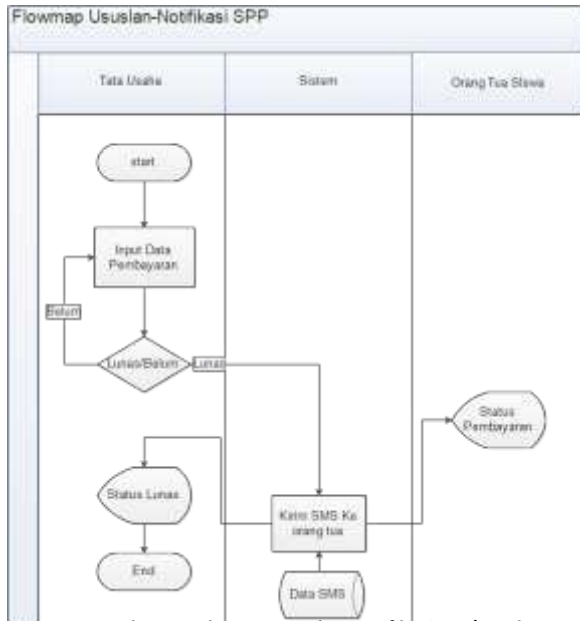 Flowmap Ususlan-Notifikasi SPP
Tata Usaha
Sistem
Orang Tua Siswa
start
Input Data
Pembayaran
Belum
Lunas/Belum
Lunas
Status
Pembayaran
Status Lunas
Kirim SMS Ke
orang tua
End
Data SMS